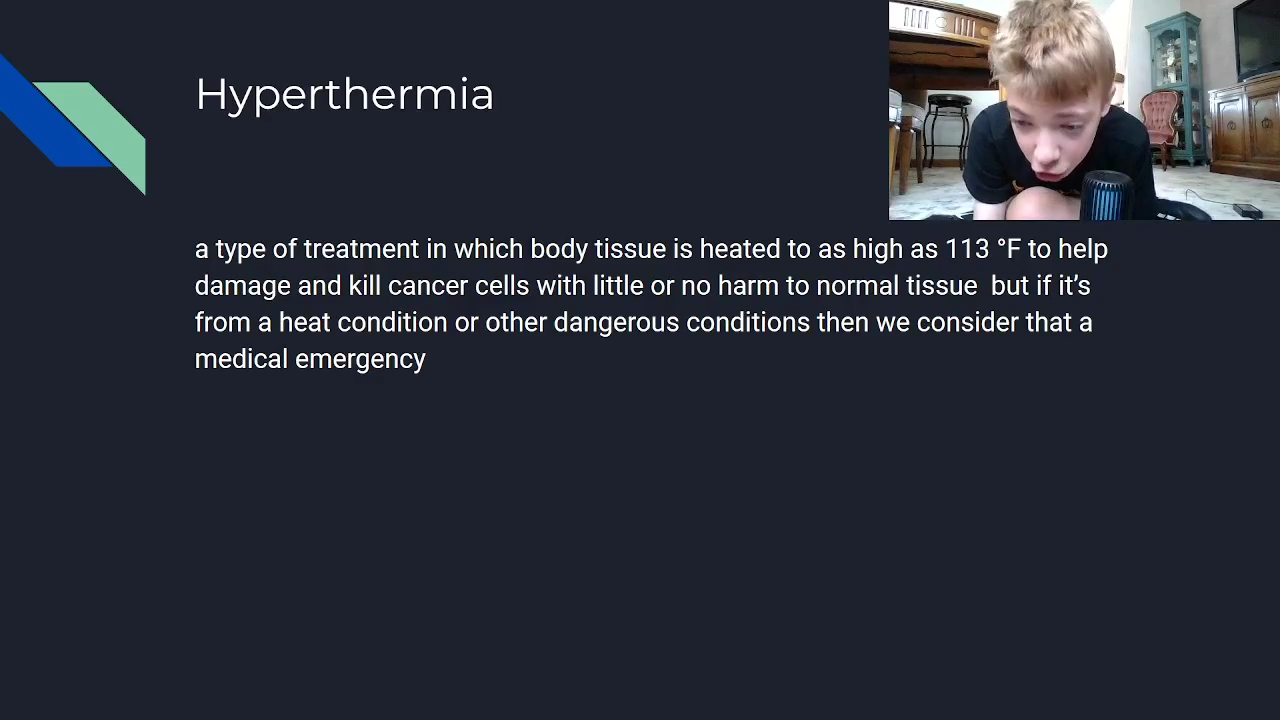 Hyperthermia
a type of treatment in which body tissue is heated to as high as 113 °F to help
damage and kill cancer cells with little or no harm to normal tissue  but if it’s
from a heat condition or other dangerous conditions then we consider that a
medical emergency